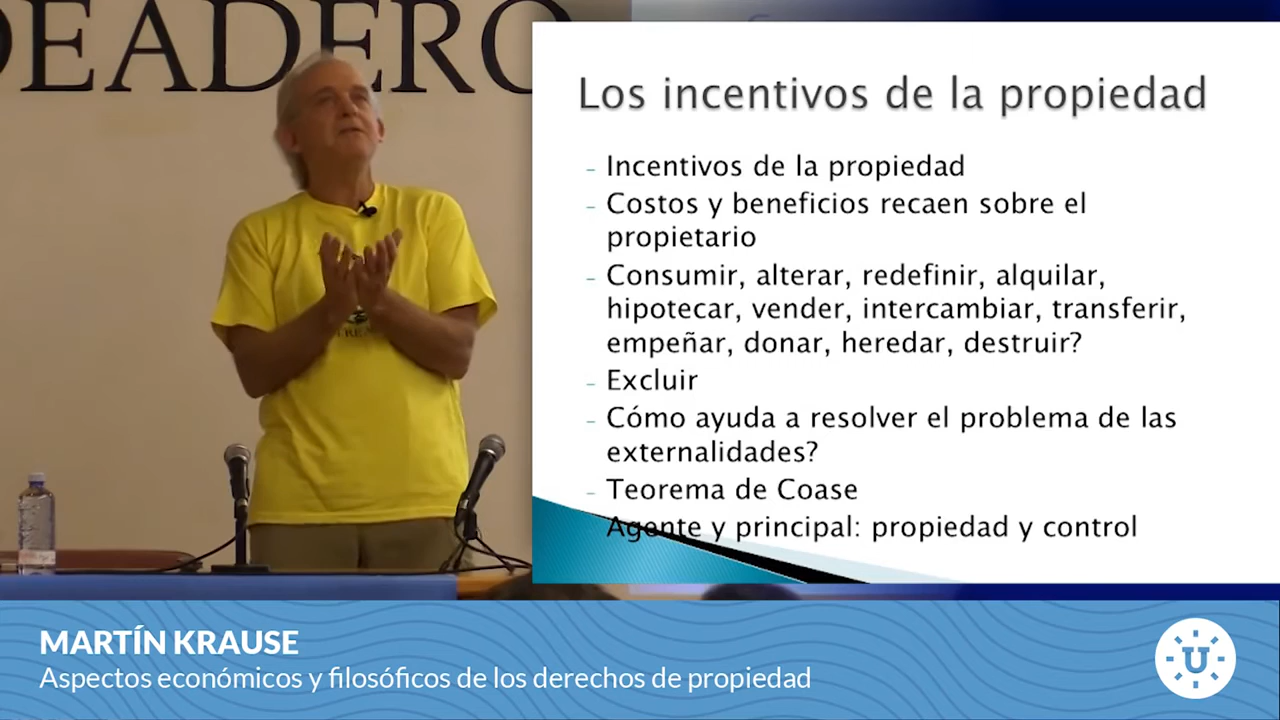 DEADERO
Los incentivos de la propiedad
- Incentivos de la propiedad
- Costos y beneficios recaen sobre el
propietario
- Consumir, alterar, redefinir, alquilar,
hipotecar, vender, intercambiar, transferir,
empeñar, donar, heredar, destruir?
- Excluir
- Cómo ayuda a resolver el problema de las
externalidades?
- Teorema de Coase
Agente y principal: propiedad y control
MARTÍN KRAUSE
Aspectos económicos y filosóficos de los derechos de propiedad
U